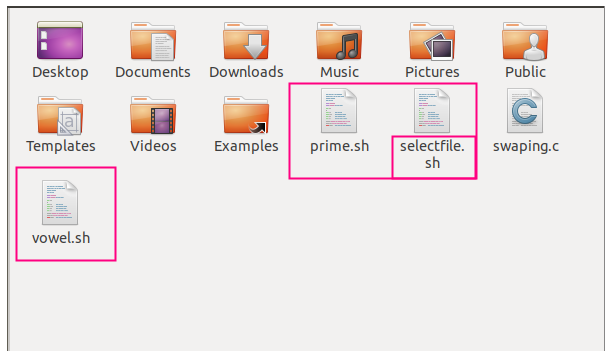 Desktop Documents Downloads Music Pictures Public
Templates Videos Examples prime.sh selectfile. swaping.c
sh
vowel.sh